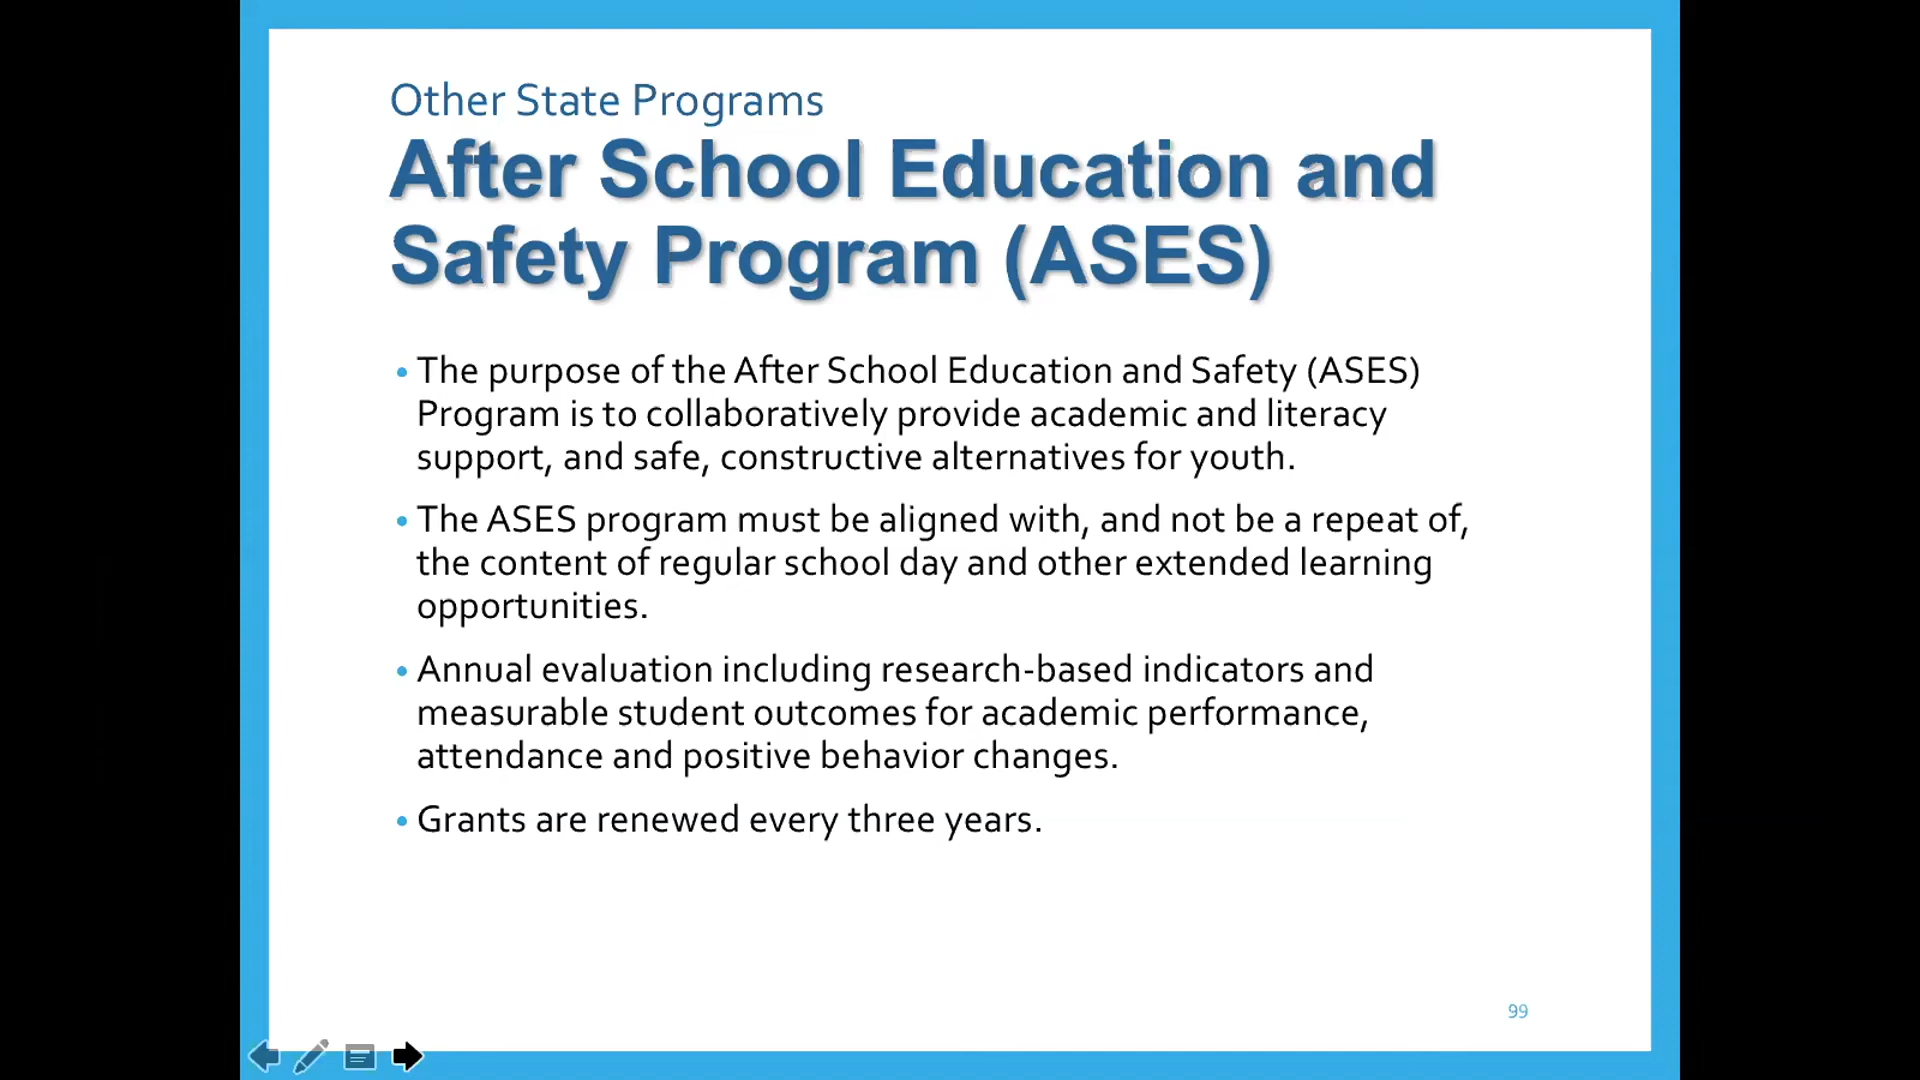 Other State Programs
After School Education and
Safety Program (ASES)
• The purpose of the After School Education and Safety (ASES)
Program is to collaboratively provide academic and literacy
support, and safe, constructive alternatives for youth.
• The ASES program must be aligned with, and not be a repeat of,
the content of regular school day and other extended learning
opportunities.
• Annual evaluation including research-based indicators and
measurable student outcomes for academic performance,
attendance and positive behavior changes.
• Grants are renewed every three years.
99